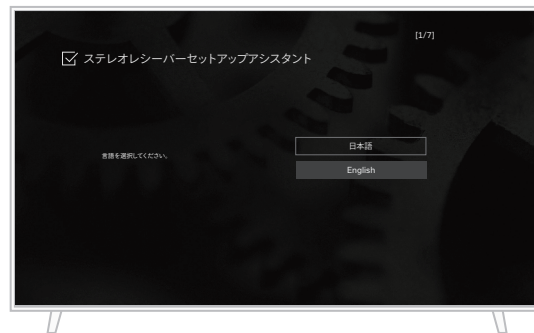 [1/7]
ステレオレシーバーセットアップアシスタント
日本語
言語を選択してください。
English